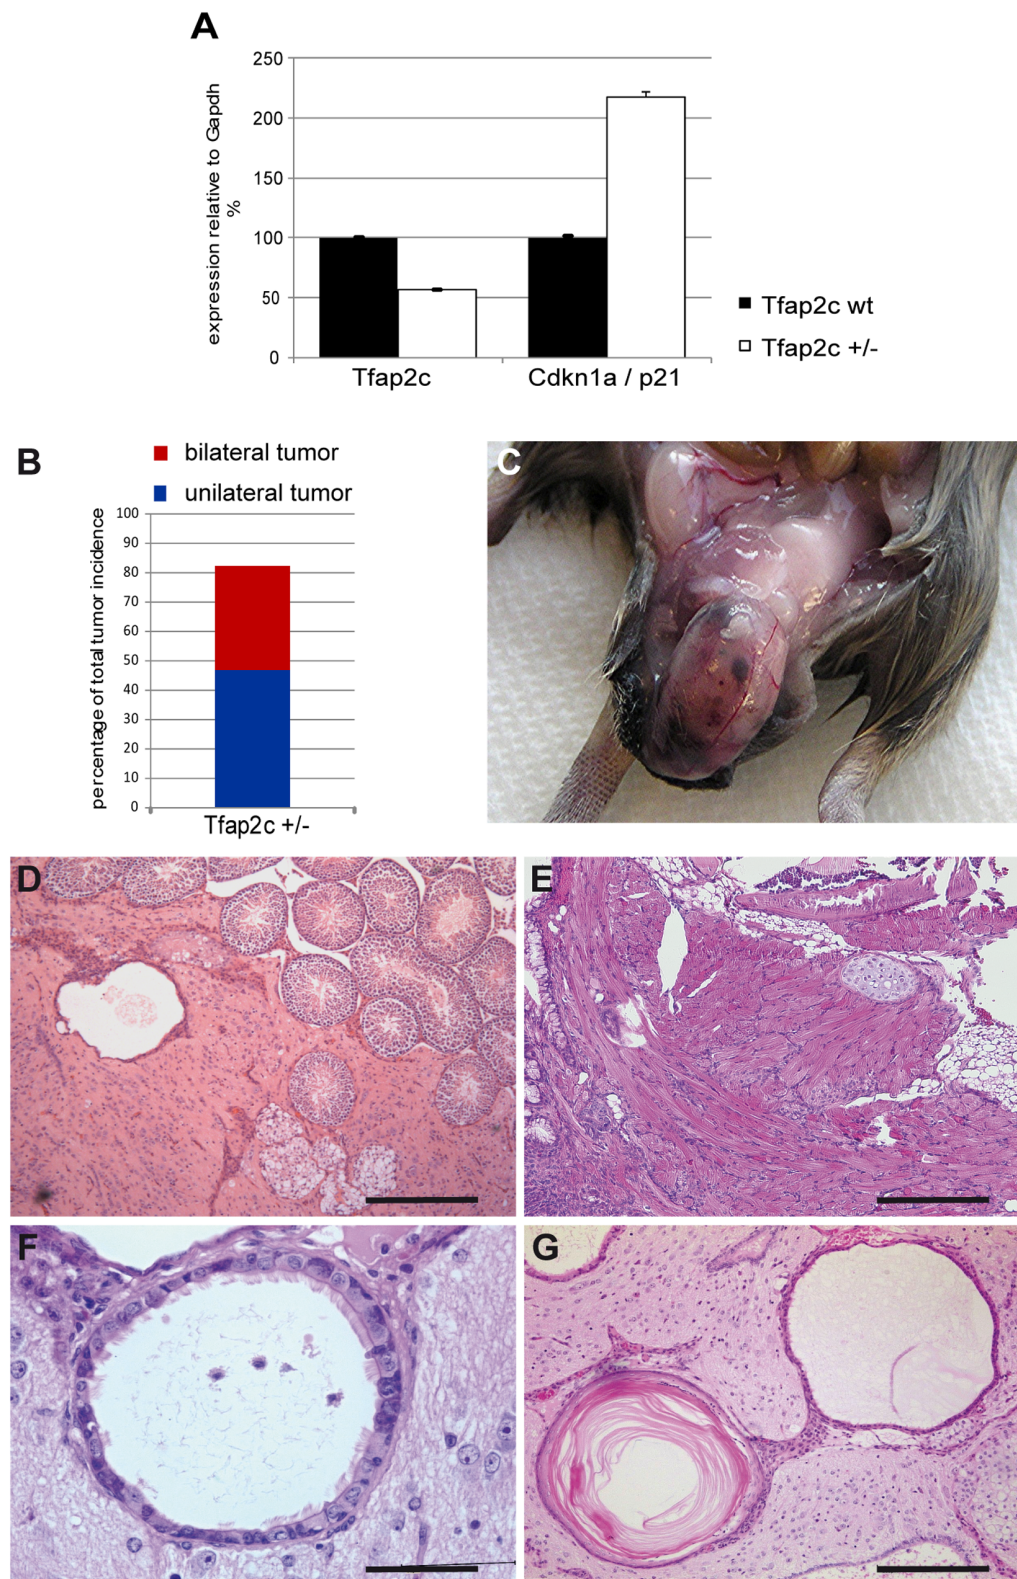 A
250
200
150
100
50
0
expression relative to Gapdh
%
Tfap2c
Cdkn1a / p21
Tfap2c wt
Tfap2c +/-
B
bilateral tumor
unilateral tumor
100
90
80
70
60
50
40
30
20
10
0
percentage of total tumor incidence
Tfap2c +/-
C
D
E
F
G